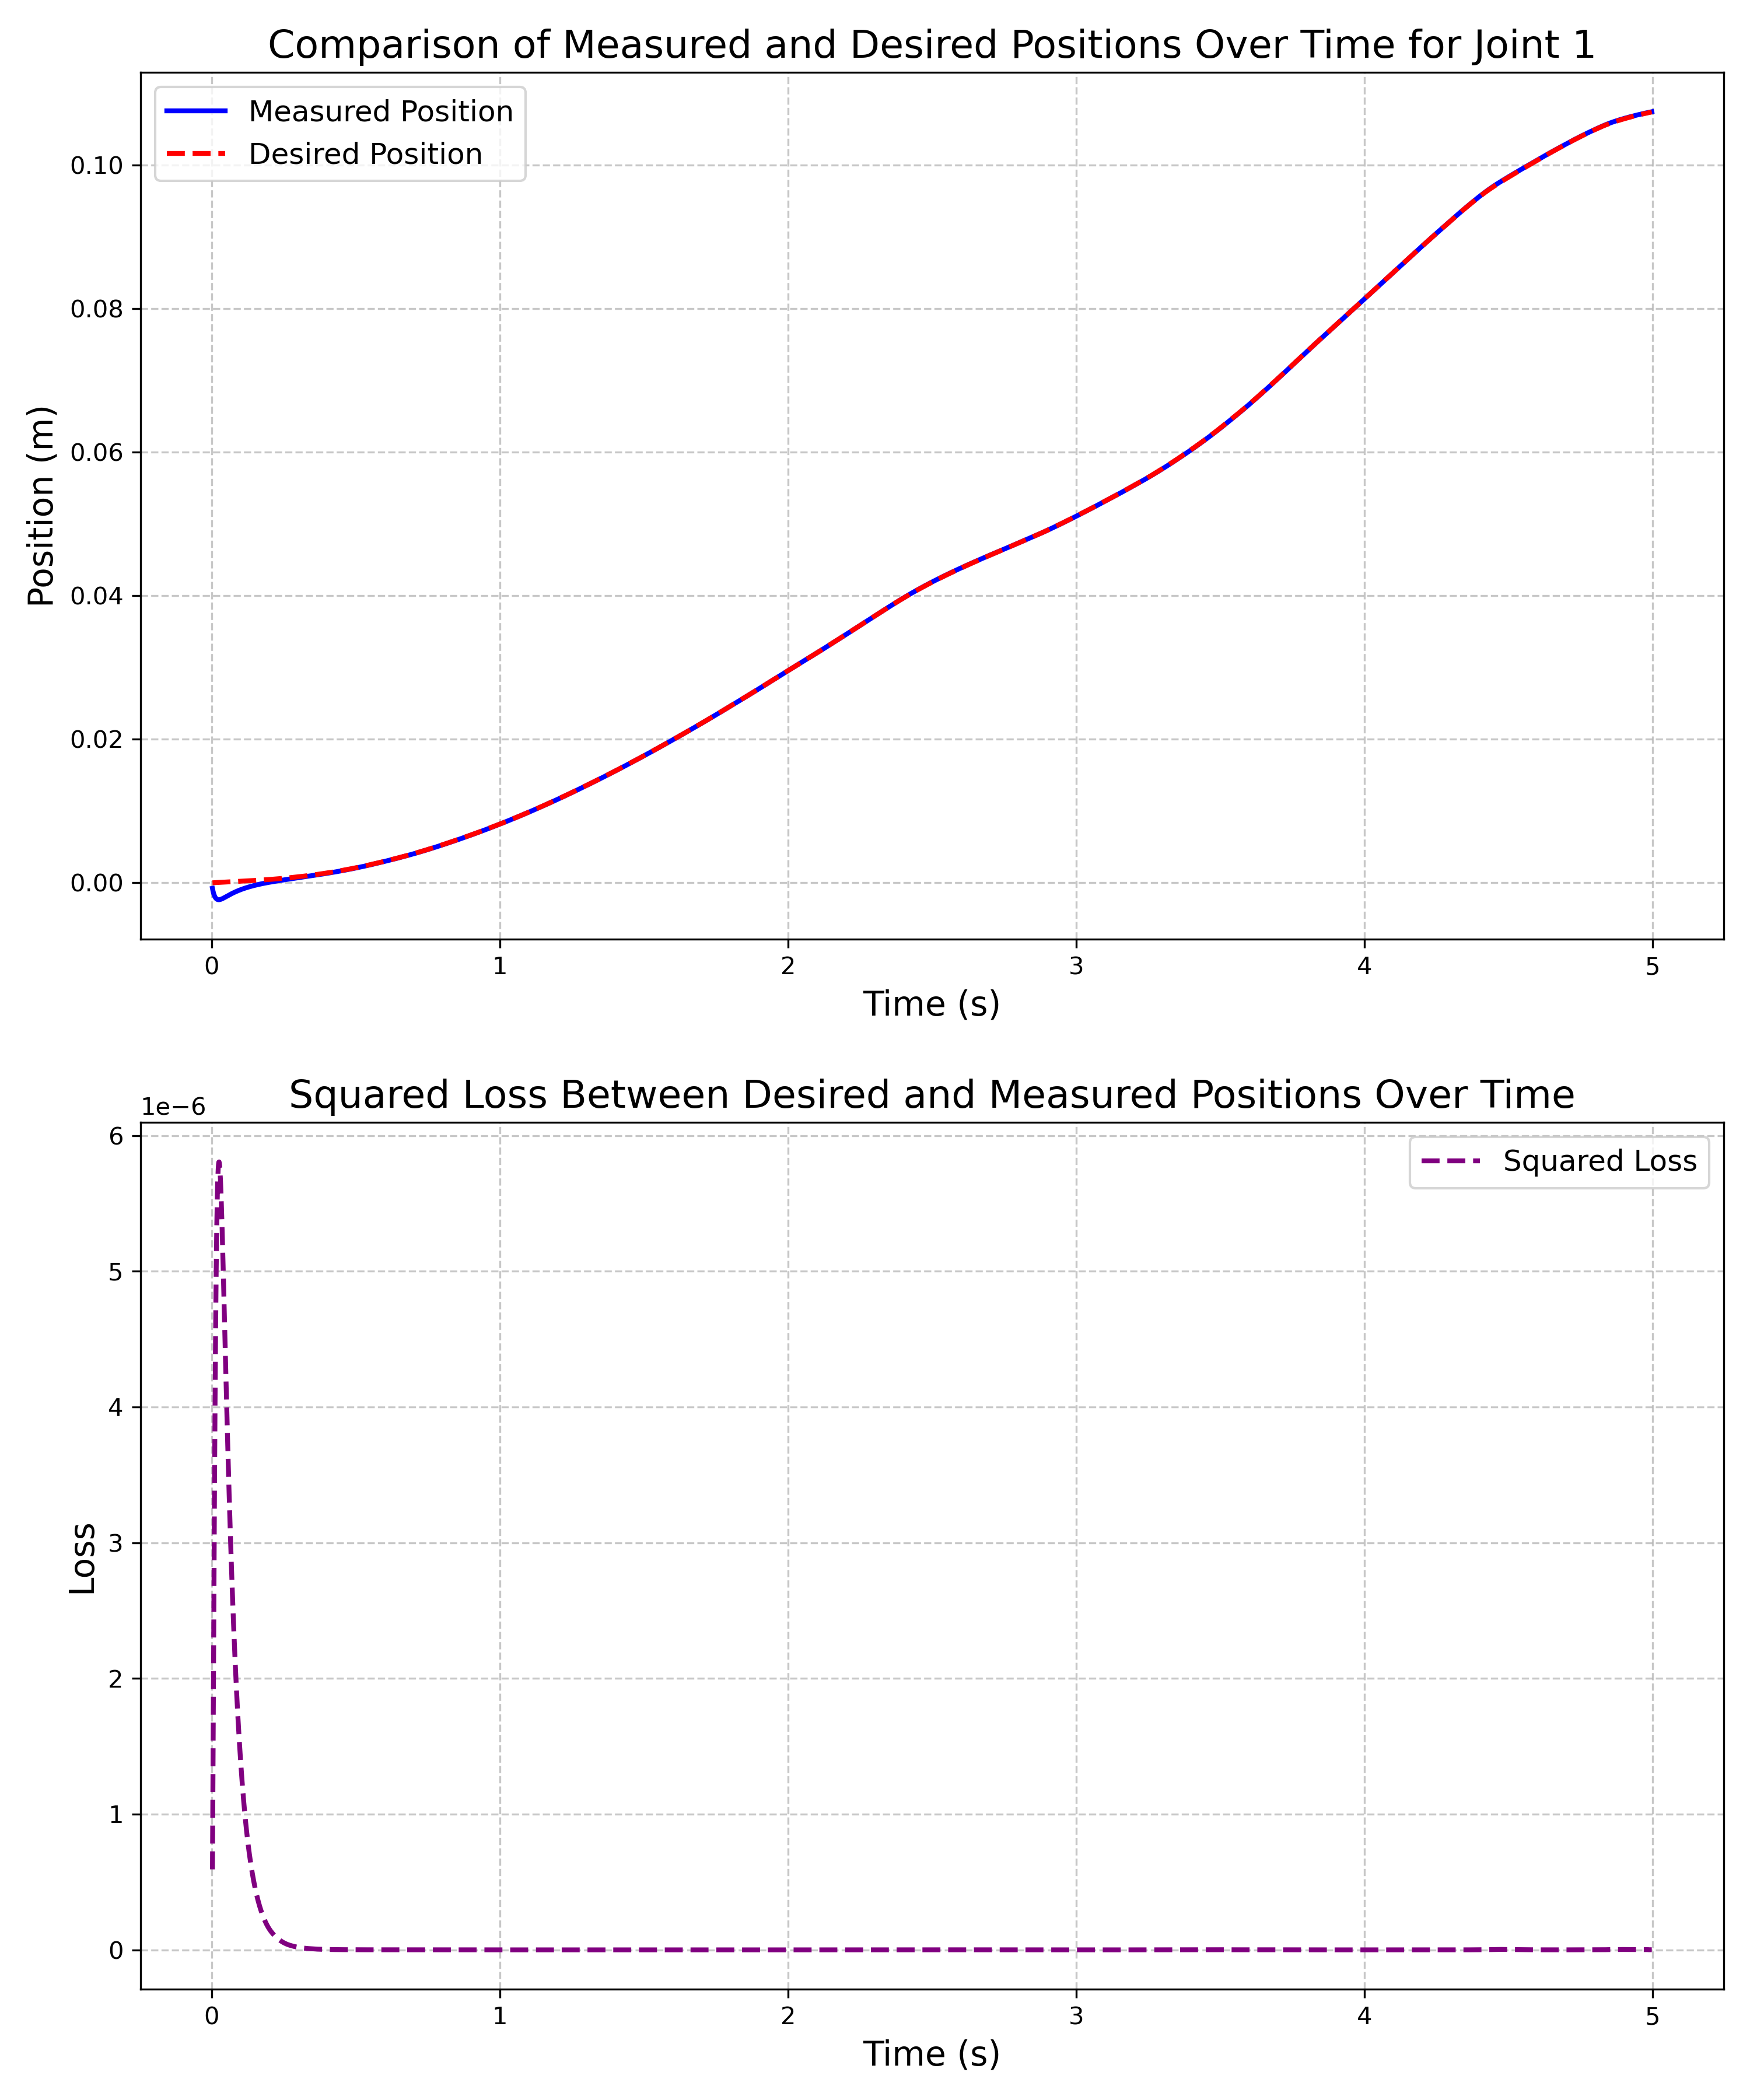 Comparison of Measured and Desired Positions Over Time for Joint 1
Measured Position
Desired Position
0.10
0.08
0.06
0.04
0.02
0.00
Position (m)
0 1 2 3 4 5
Time (s)
Squared Loss Between Desired and Measured Positions Over Time
1e−6
Squared Loss
6
5
4
3
2
1
0
Loss
0 1 2 3 4 5
Time (s)